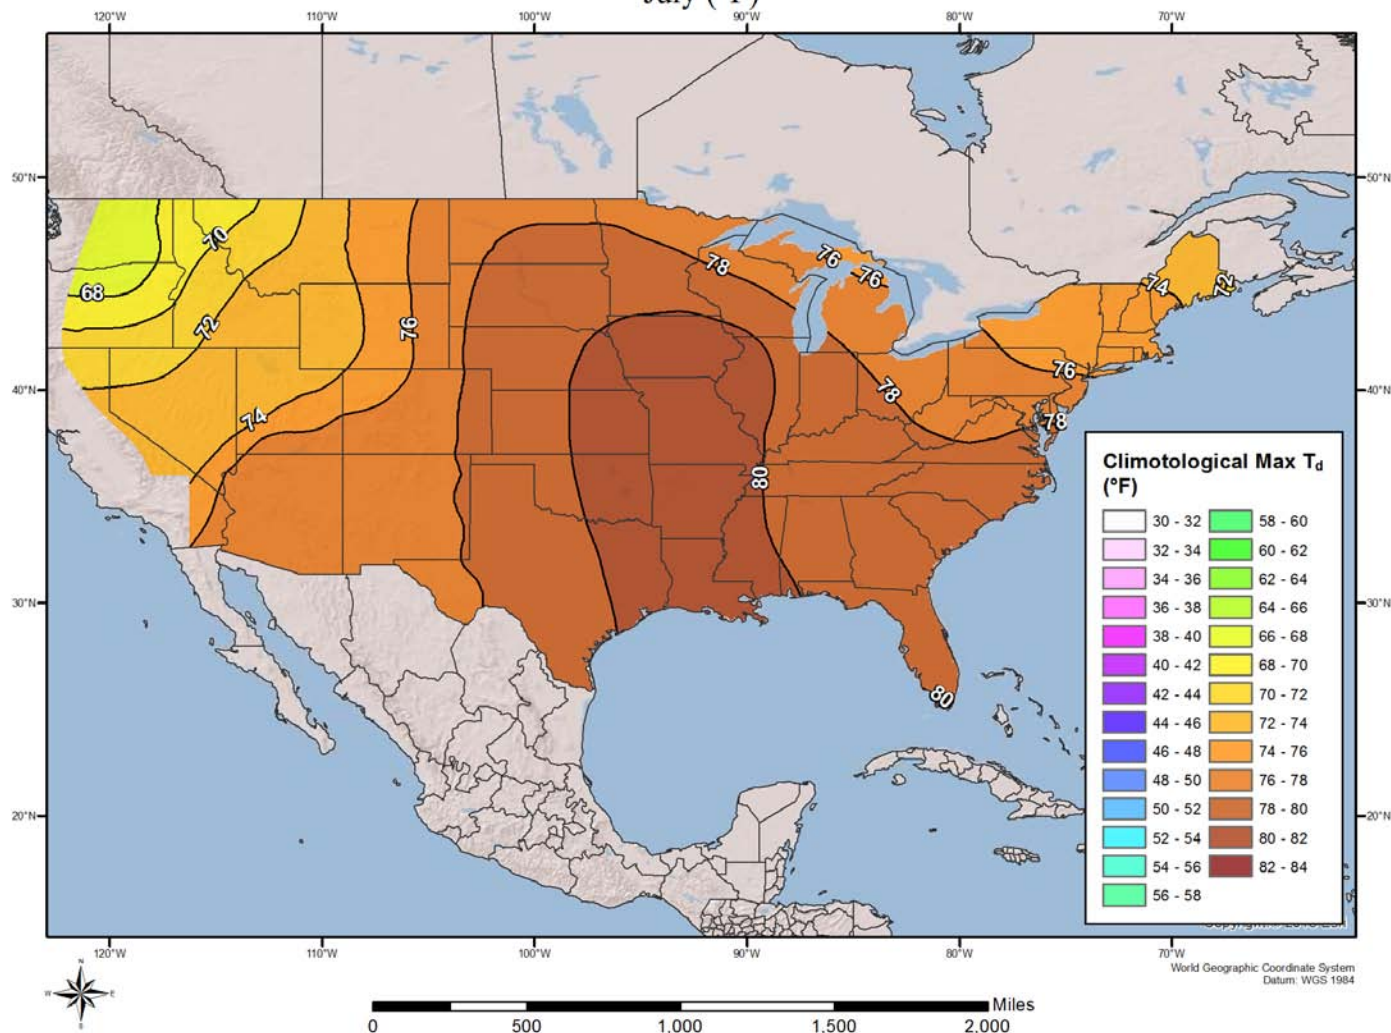 July (°F)
120°W 110°W 100°W 90°W 80°W 70°W
50°N 50°N
40°N 40°N
30°N 30°N
20°N 20°N
70
68
72
74
76
78
76
76
78
80
74
72
76
78
80
Climotological Max Td
(°F)
30 - 32 58 - 60
32 - 34 60 - 62
34 - 36 62 - 64
36 - 38 64 - 66
38 - 40 66 - 68
40 - 42 68 - 70
42 - 44 70 - 72
44 - 46 72 - 74
46 - 48 74 - 76
48 - 50 76 - 78
50 - 52 78 - 80
52 - 54 80 - 82
54 - 56 82 - 84
56 - 58
120°W 110°W 100°W 90°W 80°W 70°W
World Geographic Coordinate System
Datum: WGS 1984
N
W E
S
Miles
0 500 1.000 1.500 2.000